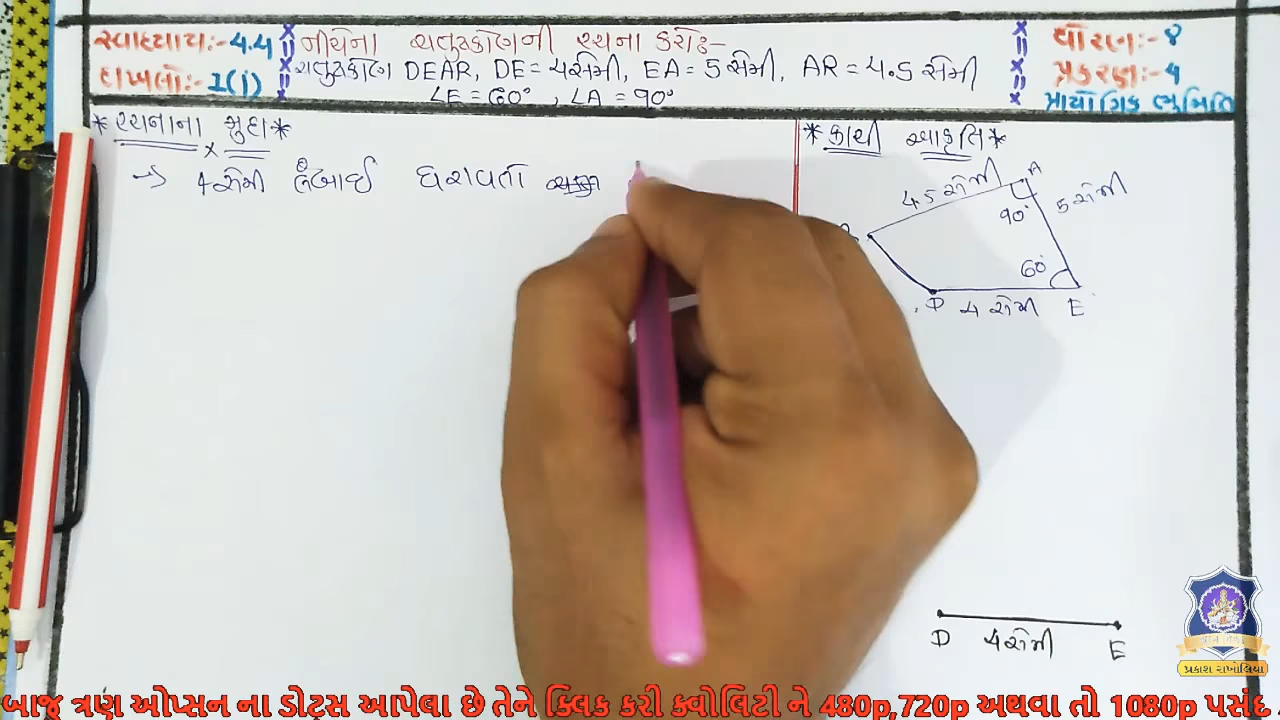 સ્વાધ્યાય:- 4.4
દાખલો:- 1(i)
નીચેના ચતુષ્કોણની રચના કરો:-
ચતુષ્કોણ DEAR, DE = 4સેમી, EA = 5 સેમી, AR = 4.5 સેમી
∠E = 60° , ∠A = 90°
ધોરણ:- 8
પ્રકરણ:- 4
પ્રાયોગિક ભૂમિતિ
*રચનાના મુદ્દા*
→ 4સેમી લંબાઈ ધરાવતો
*કાચી આકૃતિ*
4.5 સેમી
A
90°
5 સેમી
60°
D
4 સેમી
E
D
4સેમી
E
પ્રકાશ રાખોલિયા
બાજુ ત્રણ ઓપ્સન ના ડોટ્સ આપેલા છે તેને ક્લિક કરી ક્વોલિટી ને 480p,720p અથવા તો 1080p પસંદ